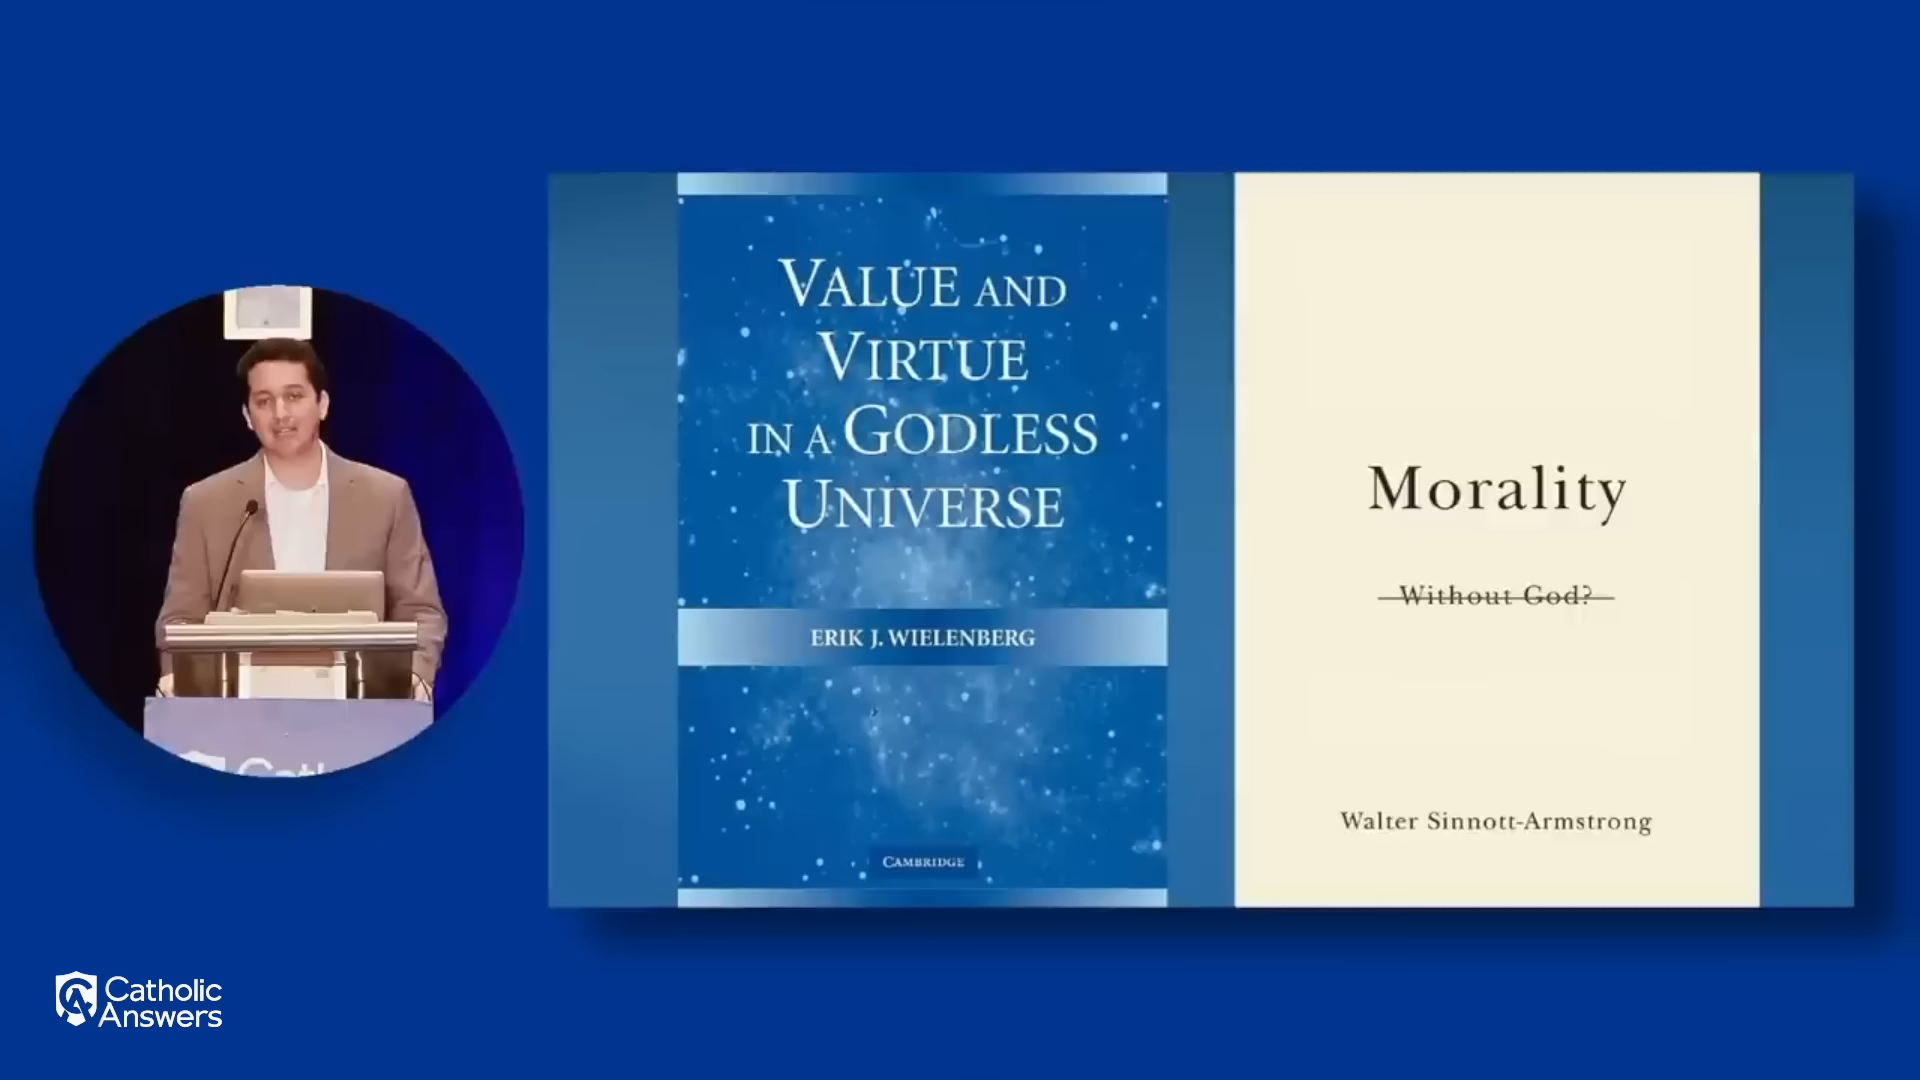 VALUE AND
VIRTUE
IN A GODLESS
UNIVERSE
ERIK J. WIELENBERG
CAMBRIDGE
Morality
Without God?
Walter Sinnott-Armstrong
Catholic
Answers